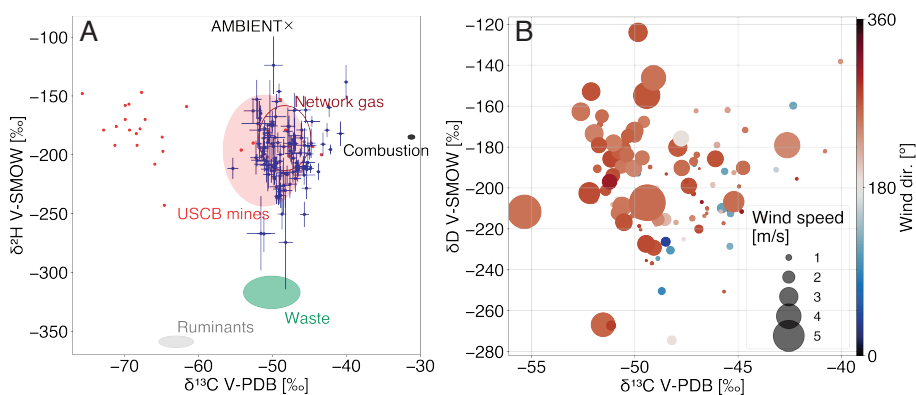 A
AMBIENT×
Network gas
Combustion
USCB mines
Waste
Ruminants
−100
−150
−200
−250
−300
−350
δ²H V-SMOW [‰]
−70
−60
−50
−40
−30
δ¹³C V-PDB [‰]
B
−120
−140
−160
−180
−200
−220
−240
−260
−280
δD V-SMOW [‰]
−55
−50
−45
−40
δ¹³C V-PDB [‰]
Wind speed
[m/s]
1
2
3
4
5
360
180
0
Wind dir. [°]